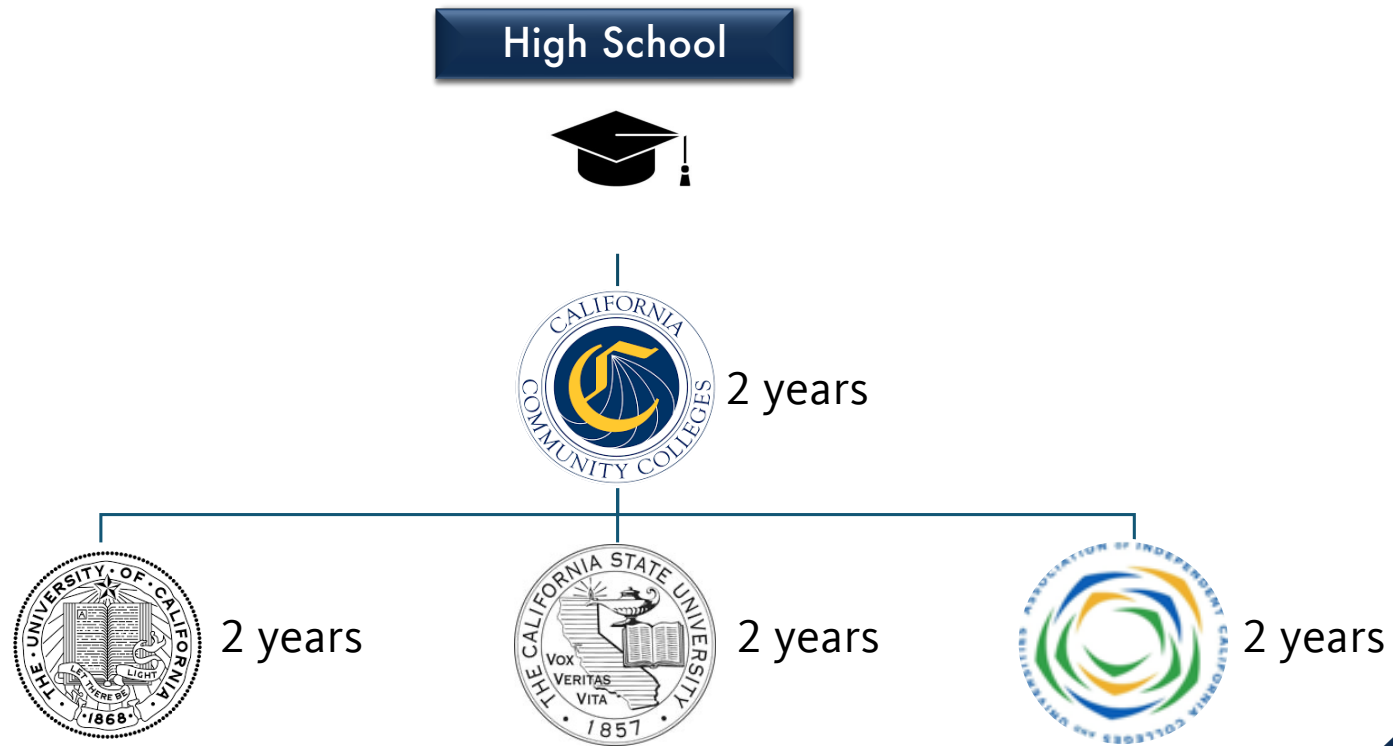 High School
CALIFORNIA
COMMUNITY COLLEGES
2 years
THE · UNIVERSITY · OF · CALIFORNIA ·
A
LET THERE BE LIGHT
·1868·
2 years
THE CALIFORNIA STATE UNIVERSITY
VOX
VERITAS
VITA
· 1857 ·
2 years
ASSOCIATION OF INDEPENDENT CALIFORNIA COLLEGES AND UNIVERSITIES
2 years